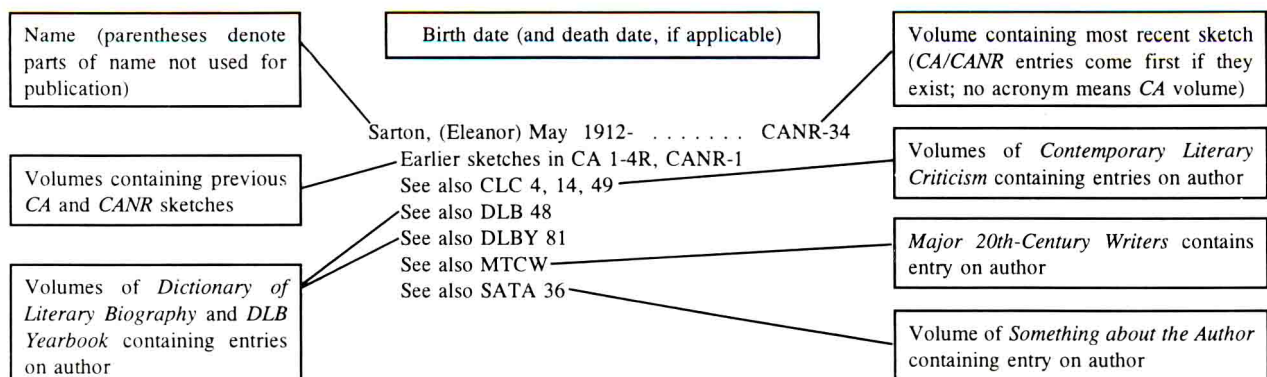 Name (parentheses denote
parts of name not used for
publication)
Birth date (and death date, if applicable)
Volume containing most recent sketch
(CA/CANR entries come first if they
exist; no acronym means CA volume)
Sarton, (Eleanor) May 1912- . . . . . . . CANR-34
Earlier sketches in CA 1-4R, CANR-1
See also CLC 4, 14, 49
See also DLB 48
See also DLBY 81
See also MTCW
See also SATA 36
Volumes containing previous
CA and CANR sketches
Volumes of Dictionary of
Literary Biography and DLB
Yearbook containing entries
on author
Volumes of Contemporary Literary
Criticism containing entries on author
Major 20th-Century Writers contains
entry on author
Volume of Something about the Author
containing entry on author